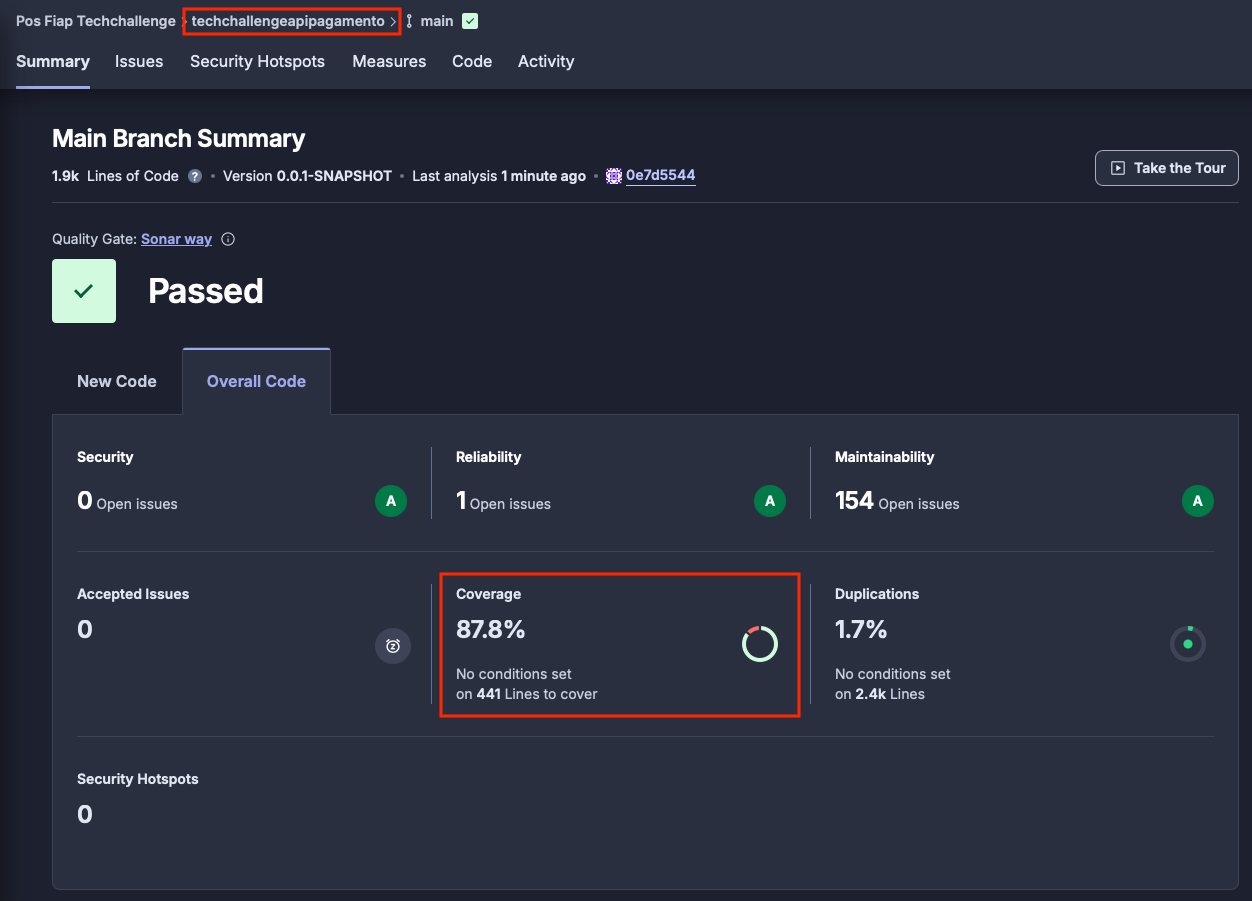 Pos Fiap Techchallenge › techchallengeapipagamento › main
Summary Issues Security Hotspots Measures Code Activity
Main Branch Summary
1.9k Lines of Code ? • Version 0.0.1-SNAPSHOT • Last analysis 1 minute ago • 0e7d5544
Take the Tour
Quality Gate: Sonar way
Passed
New Code Overall Code
Security
0 Open issues A
Reliability
1 Open issues A
Maintainability
154 Open issues A
Accepted Issues
0
Coverage
87.8%
No conditions set
on 441 Lines to cover
Duplications
1.7%
No conditions set
on 2.4k Lines
Security Hotspots
0